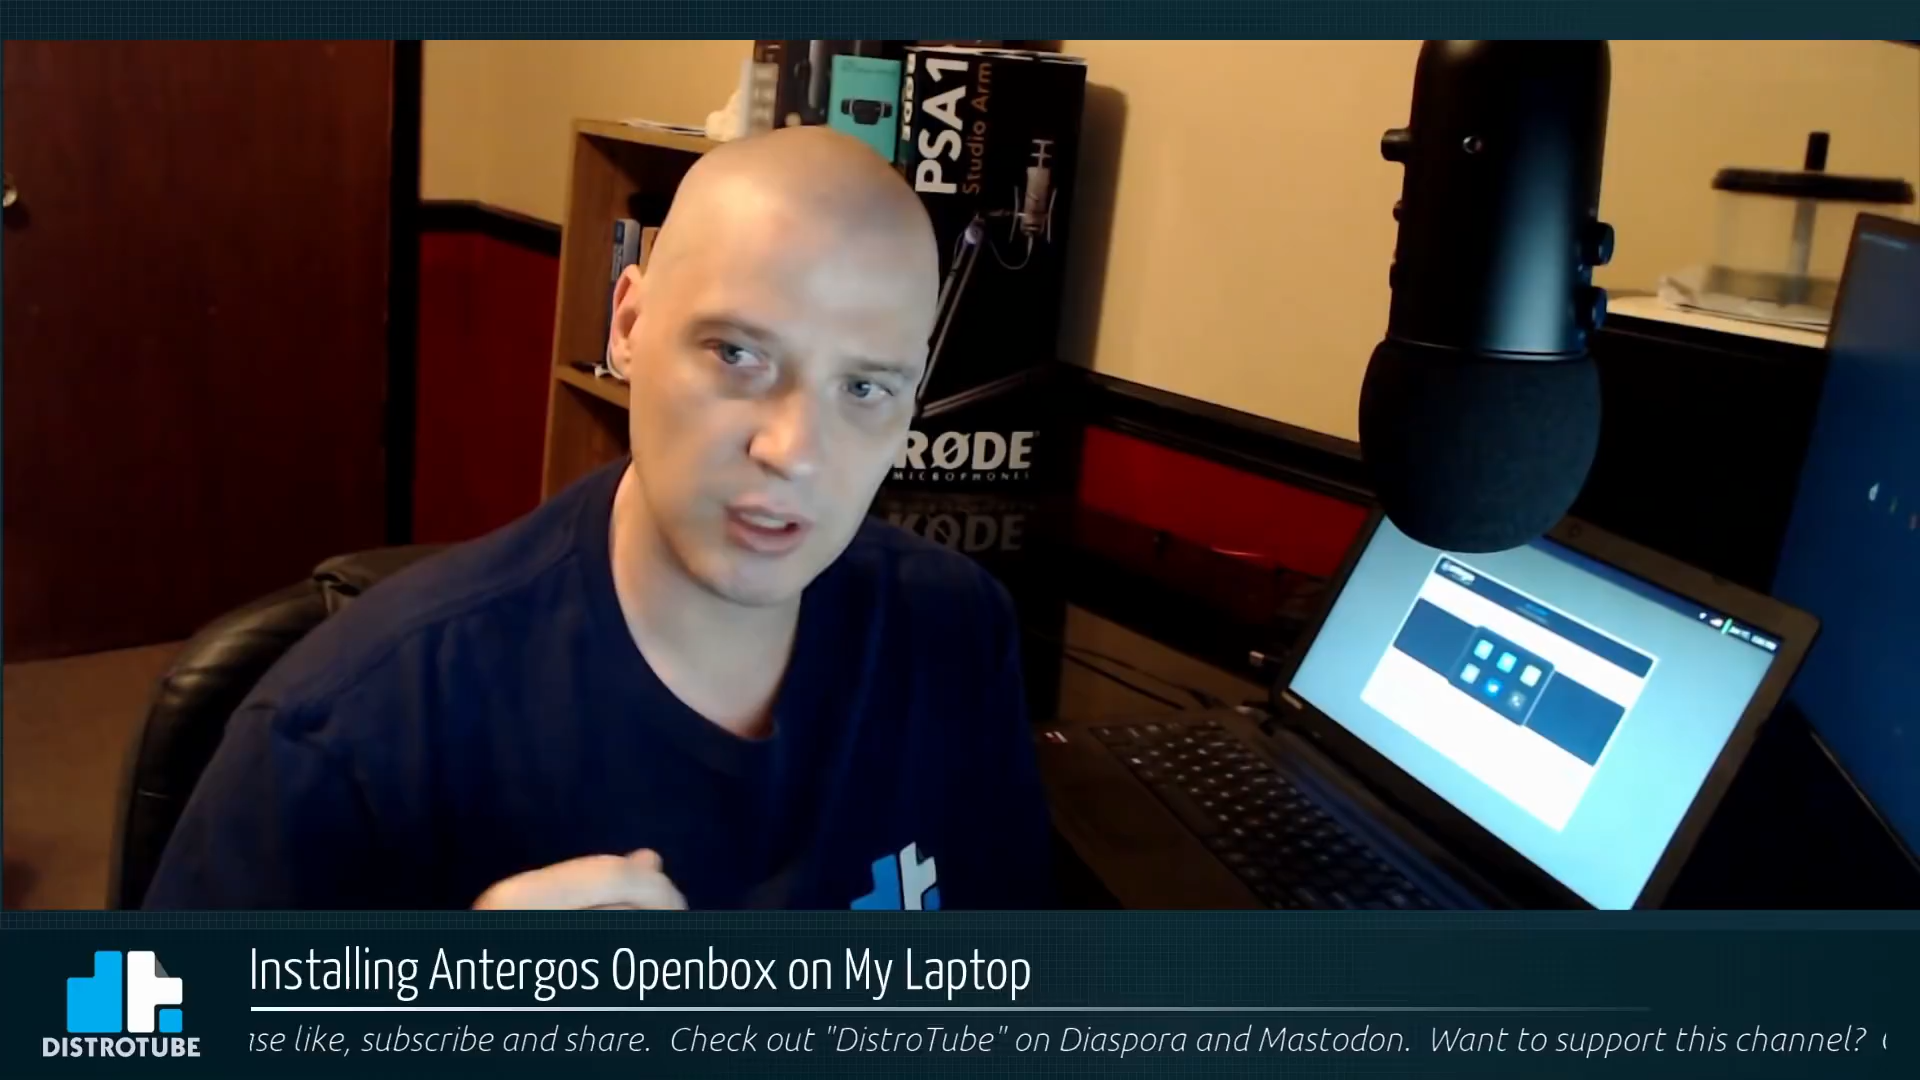 PSA1
Studio Arm
RØDE
MICROPHONES
RØDE
Installing Antergos Openbox on My Laptop
DISTROTUBE
ase like, subscribe and share. Check out "DistroTube" on Diaspora and Mastodon. Want to support this channel?